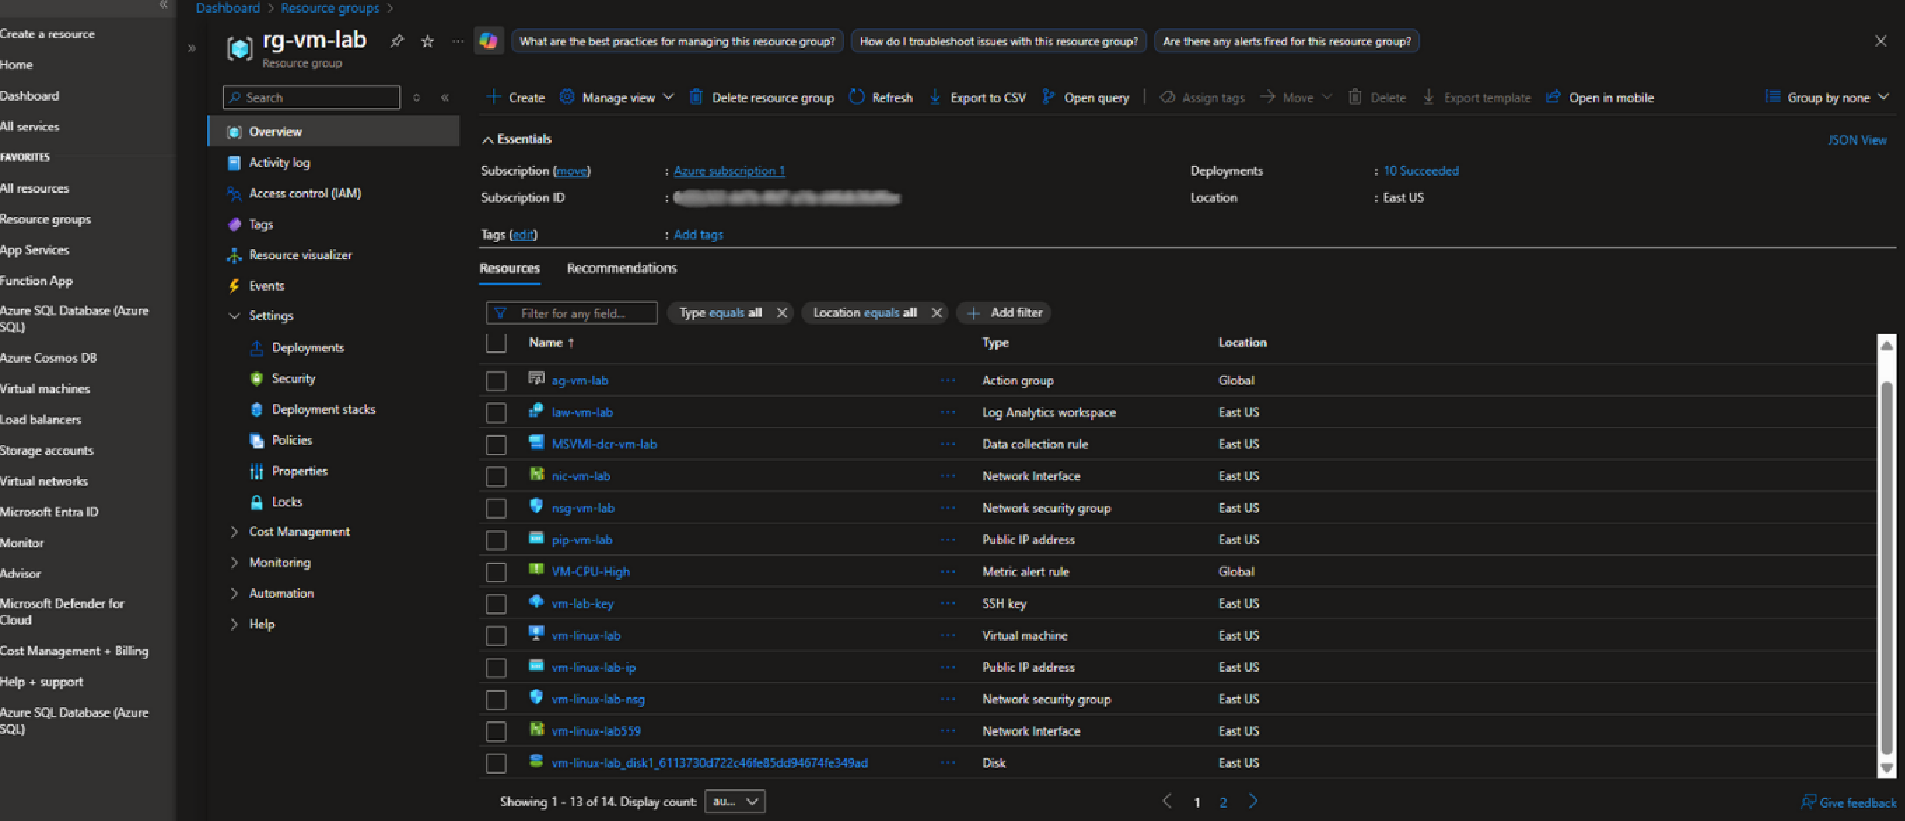 Dashboard > Resource groups >
Create a resource
Home
Dashboard
All services
FAVORITES
All resources
Resource groups
App Services
Function App
Azure SQL Database (Azure
SQL)
Azure Cosmos DB
Virtual machines
Load balancers
Storage accounts
Virtual networks
Microsoft Entra ID
Monitor
Advisor
Microsoft Defender for
Cloud
Cost Management + Billing
Help + support
Azure SQL Database (Azure
SQL)
rg-vm-lab
Resource group
What are the best practices for managing this resource group?
How do I troubleshoot issues with this resource group?
Are there any alerts fired for this resource group?
Search
Overview
Activity log
Access control (IAM)
Tags
Resource visualizer
Events
Settings
Deployments
Security
Deployment stacks
Policies
Properties
Locks
Cost Management
Monitoring
Automation
Help
Create Manage view Delete resource group Refresh Export to CSV Open query Assign tags Move Delete Export template Open in mobile Group by none
Essentials
JSON View
Subscription (move) : Azure subscription 1 Deployments : 10 Succeeded
Subscription ID : Location : East US
Tags (edit) : Add tags
Resources Recommendations
Filter for any field... Type equals all Location equals all Add filter
Name ↑ Type Location
ag-vm-lab ... Action group Global
law-vm-lab ... Log Analytics workspace East US
MSVMI-dcr-vm-lab ... Data collection rule East US
nic-vm-lab ... Network Interface East US
nsg-vm-lab ... Network security group East US
pip-vm-lab ... Public IP address East US
VM-CPU-High ... Metric alert rule Global
vm-lab-key ... SSH key East US
vm-linux-lab ... Virtual machine East US
vm-linux-lab-ip ... Public IP address East US
vm-linux-lab-nsg ... Network security group East US
vm-linux-lab559 ... Network Interface East US
vm-linux-lab_disk1_6113730d722c46fe85dd94674fe349ad ... Disk East US
Showing 1 - 13 of 14. Display count: au... < 1 2 >
Give feedback